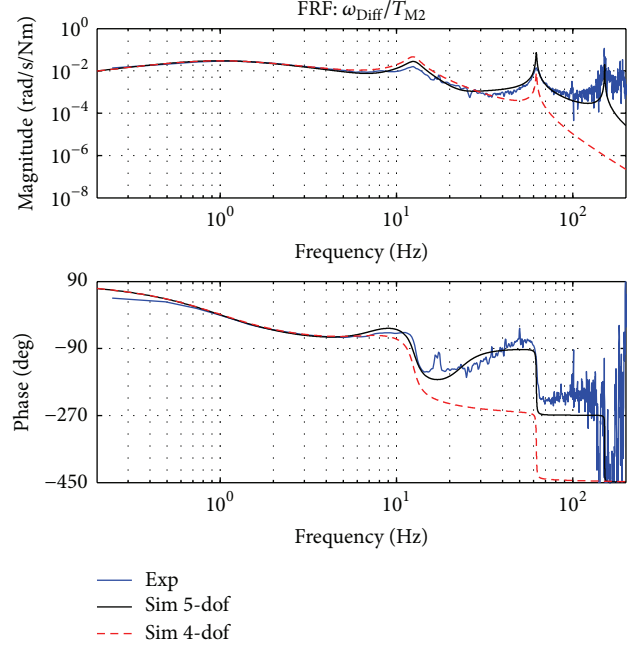 FRF: ω_Diff/T_M2
10^0
10^-2
10^-4
10^-6
10^-8
Magnitude (rad/s/Nm)
10^0
10^1
10^2
Frequency (Hz)
90
−90
−270
−450
Phase (deg)
10^0
10^1
10^2
Frequency (Hz)
Exp
Sim 5-dof
Sim 4-dof